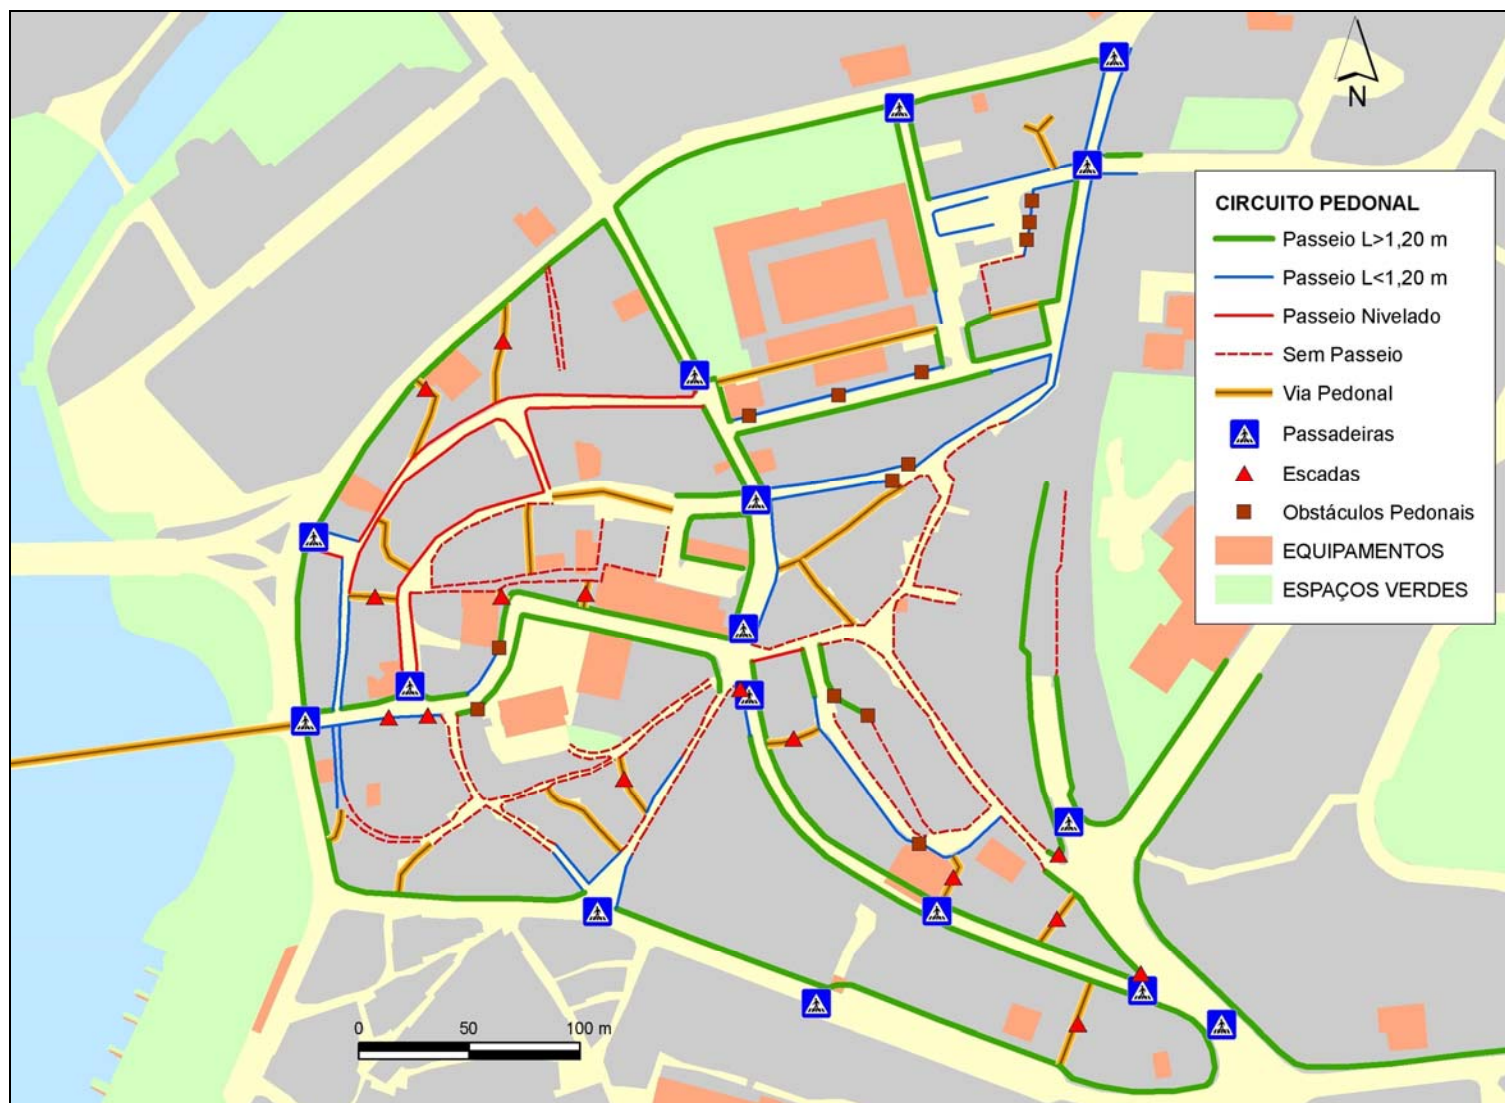 N
CIRCUITO PEDONAL
Passeio L>1,20 m
Passeio L<1,20 m
Passeio Nivelado
Sem Passeio
Via Pedonal
Passadeiras
Escadas
Obstáculos Pedonais
EQUIPAMENTOS
ESPAÇOS VERDES
0 50 100 m